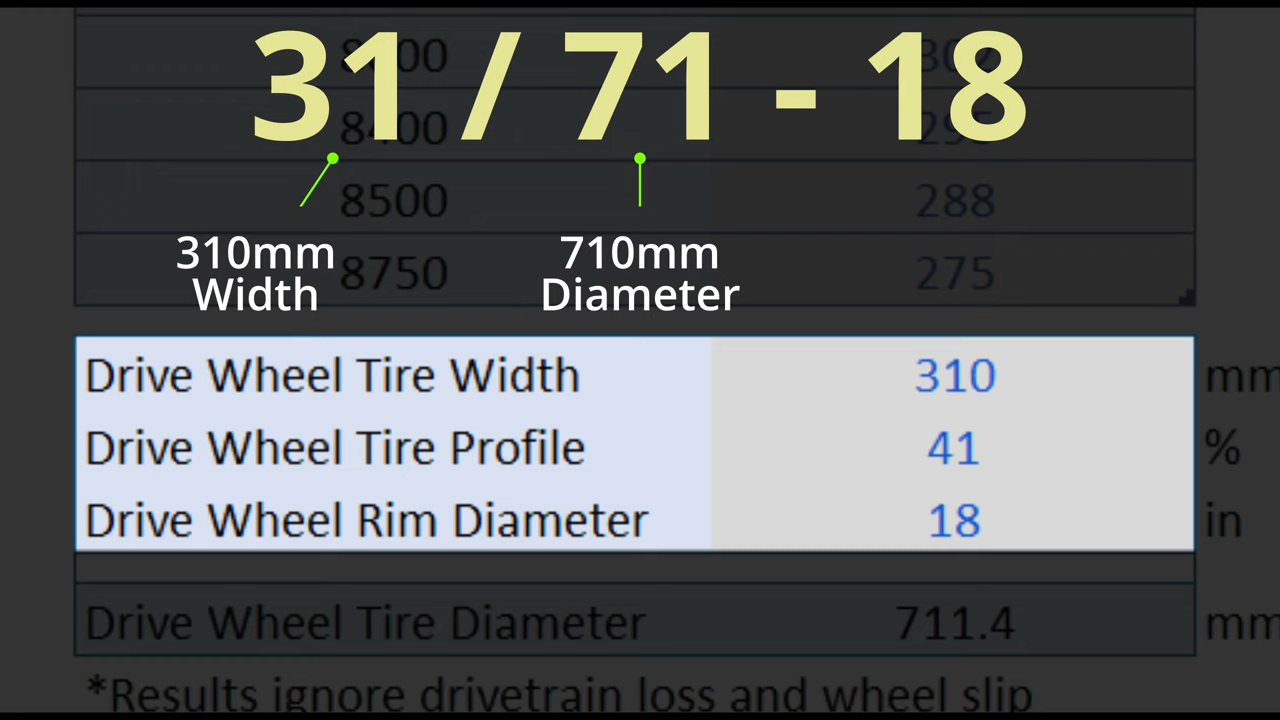 31 / 71 - 18
8400
8500 288
8750 275
310mm Width
710mm Diameter
Drive Wheel Tire Width 310 mm
Drive Wheel Tire Profile 41 %
Drive Wheel Rim Diameter 18 in
Drive Wheel Tire Diameter 711.4 mm
*Results ignore drivetrain loss and wheel slip